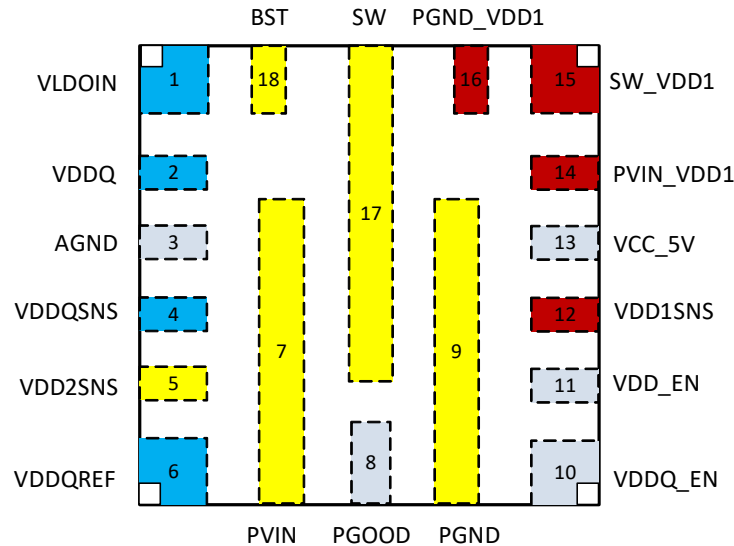 BST SW PGND_VDD1
VLDOIN 1 18 16 15 SW_VDD1
VDDQ 2 14 PVIN_VDD1
17
AGND 3 13 VCC_5V
VDDQSNS 4 12 VDD1SNS
7 9
VDD2SNS 5 11 VDD_EN
8
VDDQREF 6 10 VDDQ_EN
PVIN PGOOD PGND